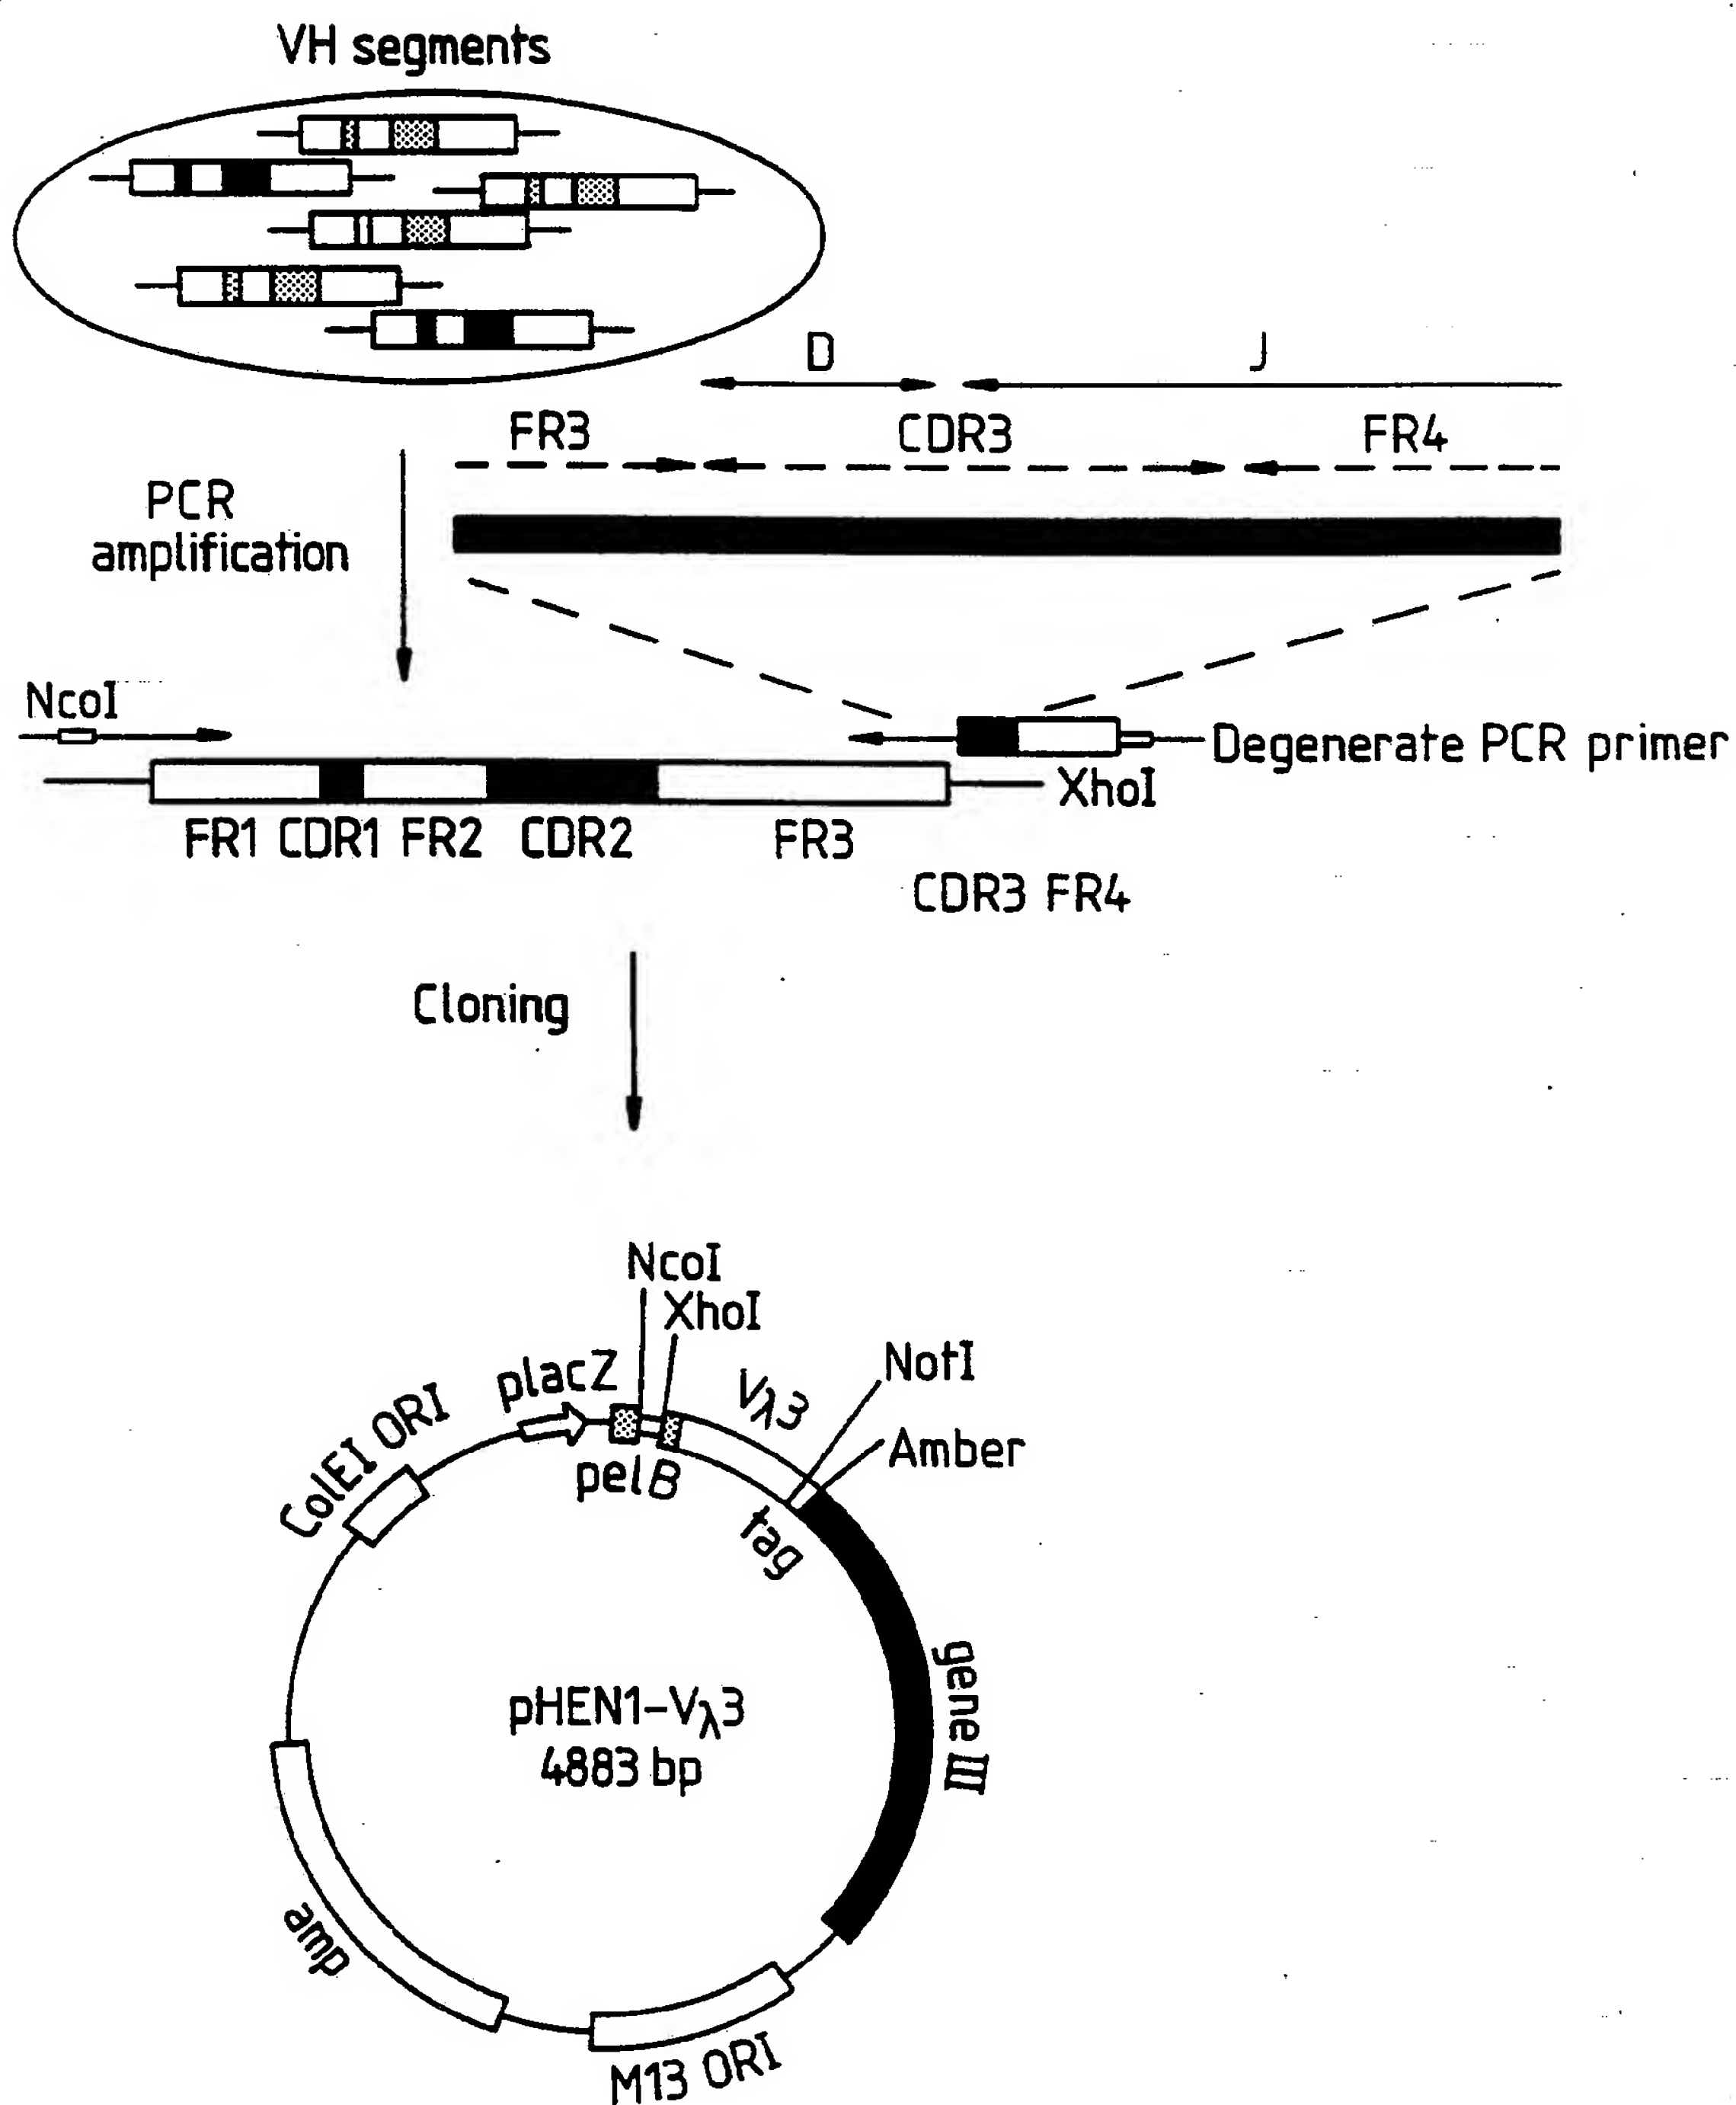 VH segments
D
J
FR3
CDR3
FR4
PCR
amplification
NcoI
Degenerate PCR primer
XhoI
FR1 CDR1 FR2 CDR2 FR3
CDR3 FR4
Cloning
NcoI
XhoI
NotI
placZ
Vλ3
ColEI ORI
Amber
pelB
tag
gene III
pHEN1-Vλ3
4883 bp
amp
M13 ORI